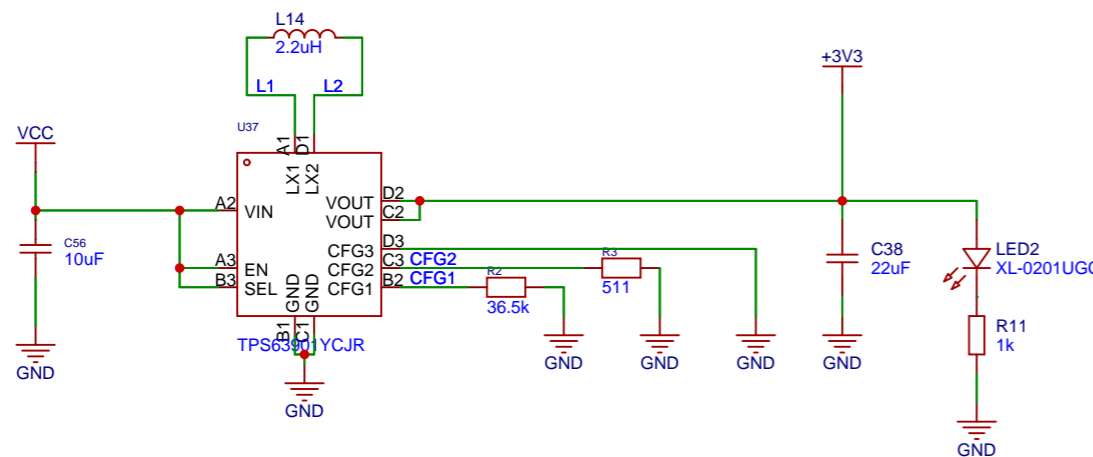 L14
2.2uH
L1
L2
+3V3
VCC
U37
A1
D1
LX1
LX2
A2
VIN
VOUT
D2
VOUT
C2
C56
10uF
A3
EN
B3
SEL
CFG3
D3
CFG2
C3
CFG2
CFG1
B2
CFG1
GND
GND
B1
C1
TPS63901YCJR
R3
511
R2
36.5k
C38
22uF
LED2
XL-0201UGC
R11
1k
GND
GND
GND
GND
GND
GND
GND